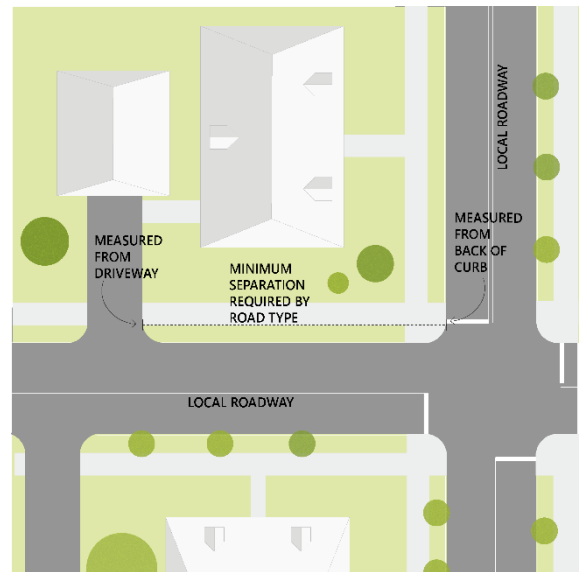 LOCAL ROADWAY
MEASURED
FROM
DRIVEWAY
MINIMUM
SEPARATION
REQUIRED BY
ROAD TYPE
MEASURED
FROM
BACK OF
CURB
LOCAL ROADWAY